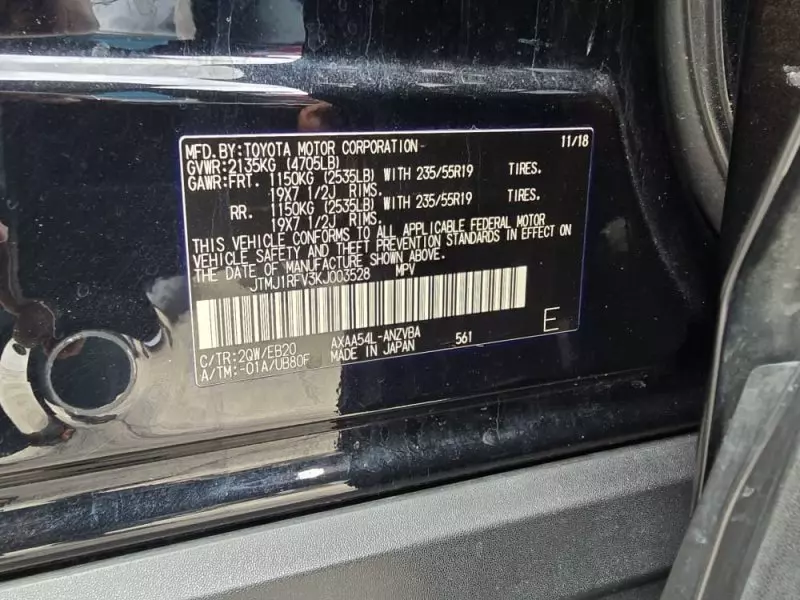 MFD.BY:TOYOTA MOTOR CORPORATION 11/18
GVWR:2135KG (4705LB)
GAWR:FRT. 1150KG (2535LB) WITH 235/55R19 TIRES.
19X7 1/2J RIMS.
RR. 1150KG (2535LB) WITH 235/55R19 TIRES.
19X7 1/2J RIMS.
THIS VEHICLE CONFORMS TO ALL APPLICABLE FEDERAL MOTOR
VEHICLE SAFETY AND THEFT PREVENTION STANDARDS IN EFFECT ON
THE DATE OF MANUFACTURE SHOWN ABOVE.
JTMJ1RFV3KJ003528 MPV
C/TR:2QW/EB20 AXAA54L-ANZVBA 561 E
A/TM:-01A/UB80F MADE IN JAPAN